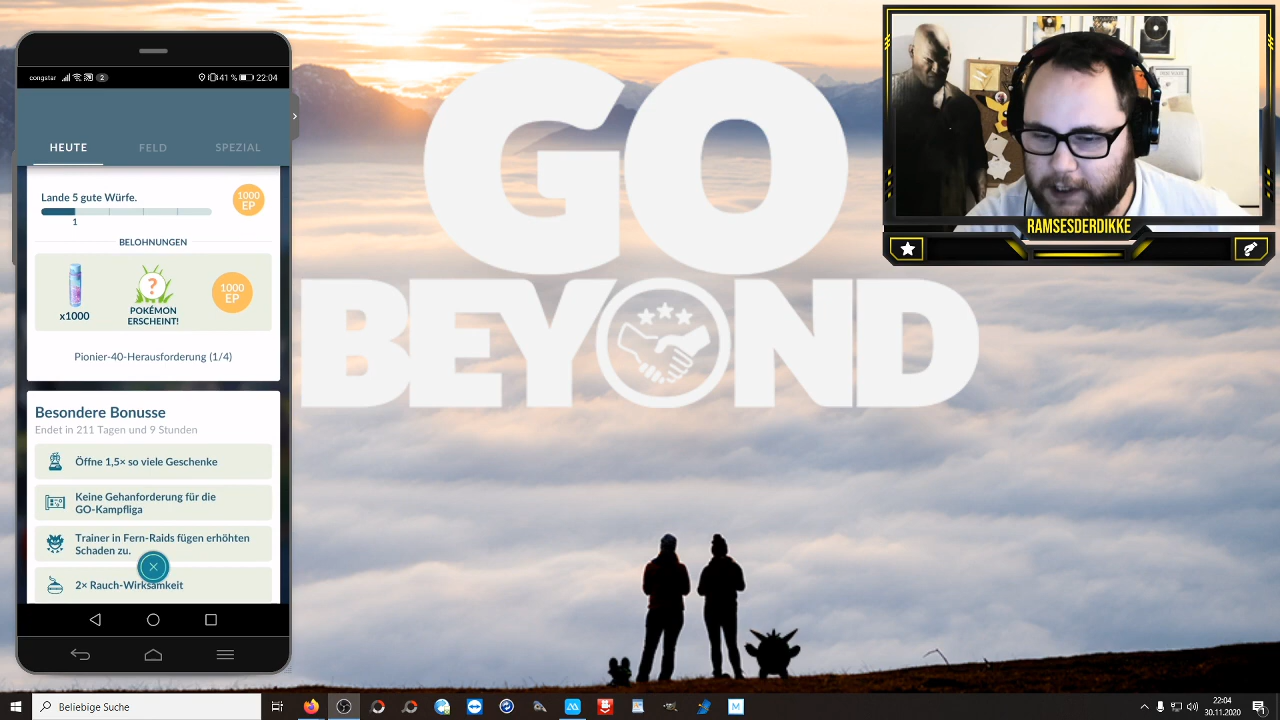 congstar
2
41 %
22:04
HEUTE
FELD
SPEZIAL
Lande 5 gute Würfe.
1000
EP
1
BELOHNUNGEN
x1000
?
POKÉMON
ERSCHEINT!
1000
EP
Pionier-40-Herausforderung (1/4)
Besondere Bonusse
Endet in 211 Tagen und 9 Stunden
Öffne 1,5× so viele Geschenke
Keine Gehanforderung für die
GO-Kampfliga
Trainer in Fern-Raids fügen erhöhten
Schaden zu.
2× Rauch-Wirksamkeit
GO
BEYOND
RAMSESDERDIKKE
Beliebige Suche
M
22:04
30.11.2020
1